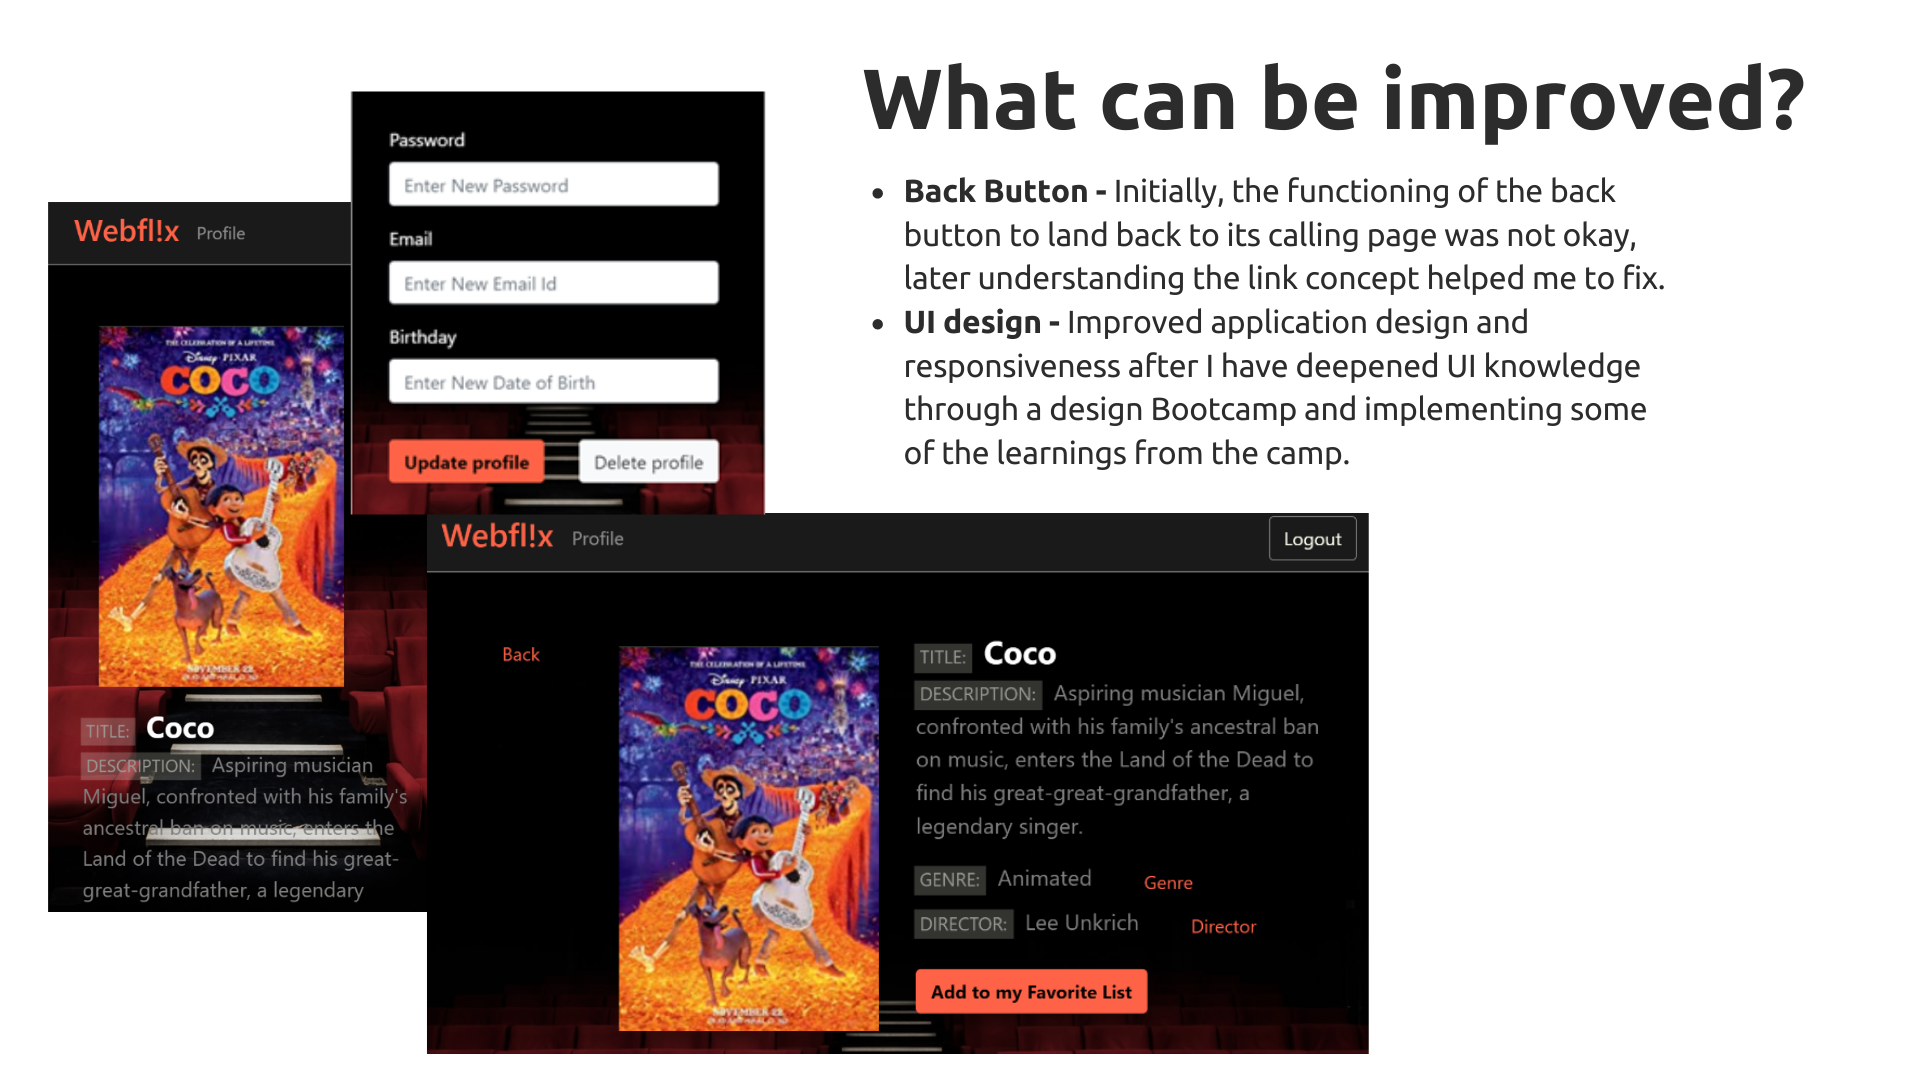 What can be improved?
• Back Button - Initially, the functioning of the back
button to land back to its calling page was not okay,
later understanding the link concept helped me to fix.
• UI design - Improved application design and
responsiveness after I have deepened UI knowledge
through a design Bootcamp and implementing some
of the learnings from the camp.
Password
Enter New Password
Email
Enter New Email Id
Birthday
Enter New Date of Birth
Update profile Delete profile
Webfl!x Profile
THE CELEBRATION OF A LIFETIME
Disney PIXAR
COCO
NOVEMBER 22
TITLE: Coco
DESCRIPTION: Aspiring musician
Miguel, confronted with his family's
ancestral ban on music, enters the
Land of the Dead to find his great-
great-grandfather, a legendary
Webfl!x Profile Logout
Back
THE CELEBRATION OF A LIFETIME
Disney PIXAR
COCO
NOVEMBER 22
TITLE: Coco
DESCRIPTION: Aspiring musician Miguel,
confronted with his family's ancestral ban
on music, enters the Land of the Dead to
find his great-great-grandfather, a
legendary singer.
GENRE: Animated Genre
DIRECTOR: Lee Unkrich Director
Add to my Favorite List